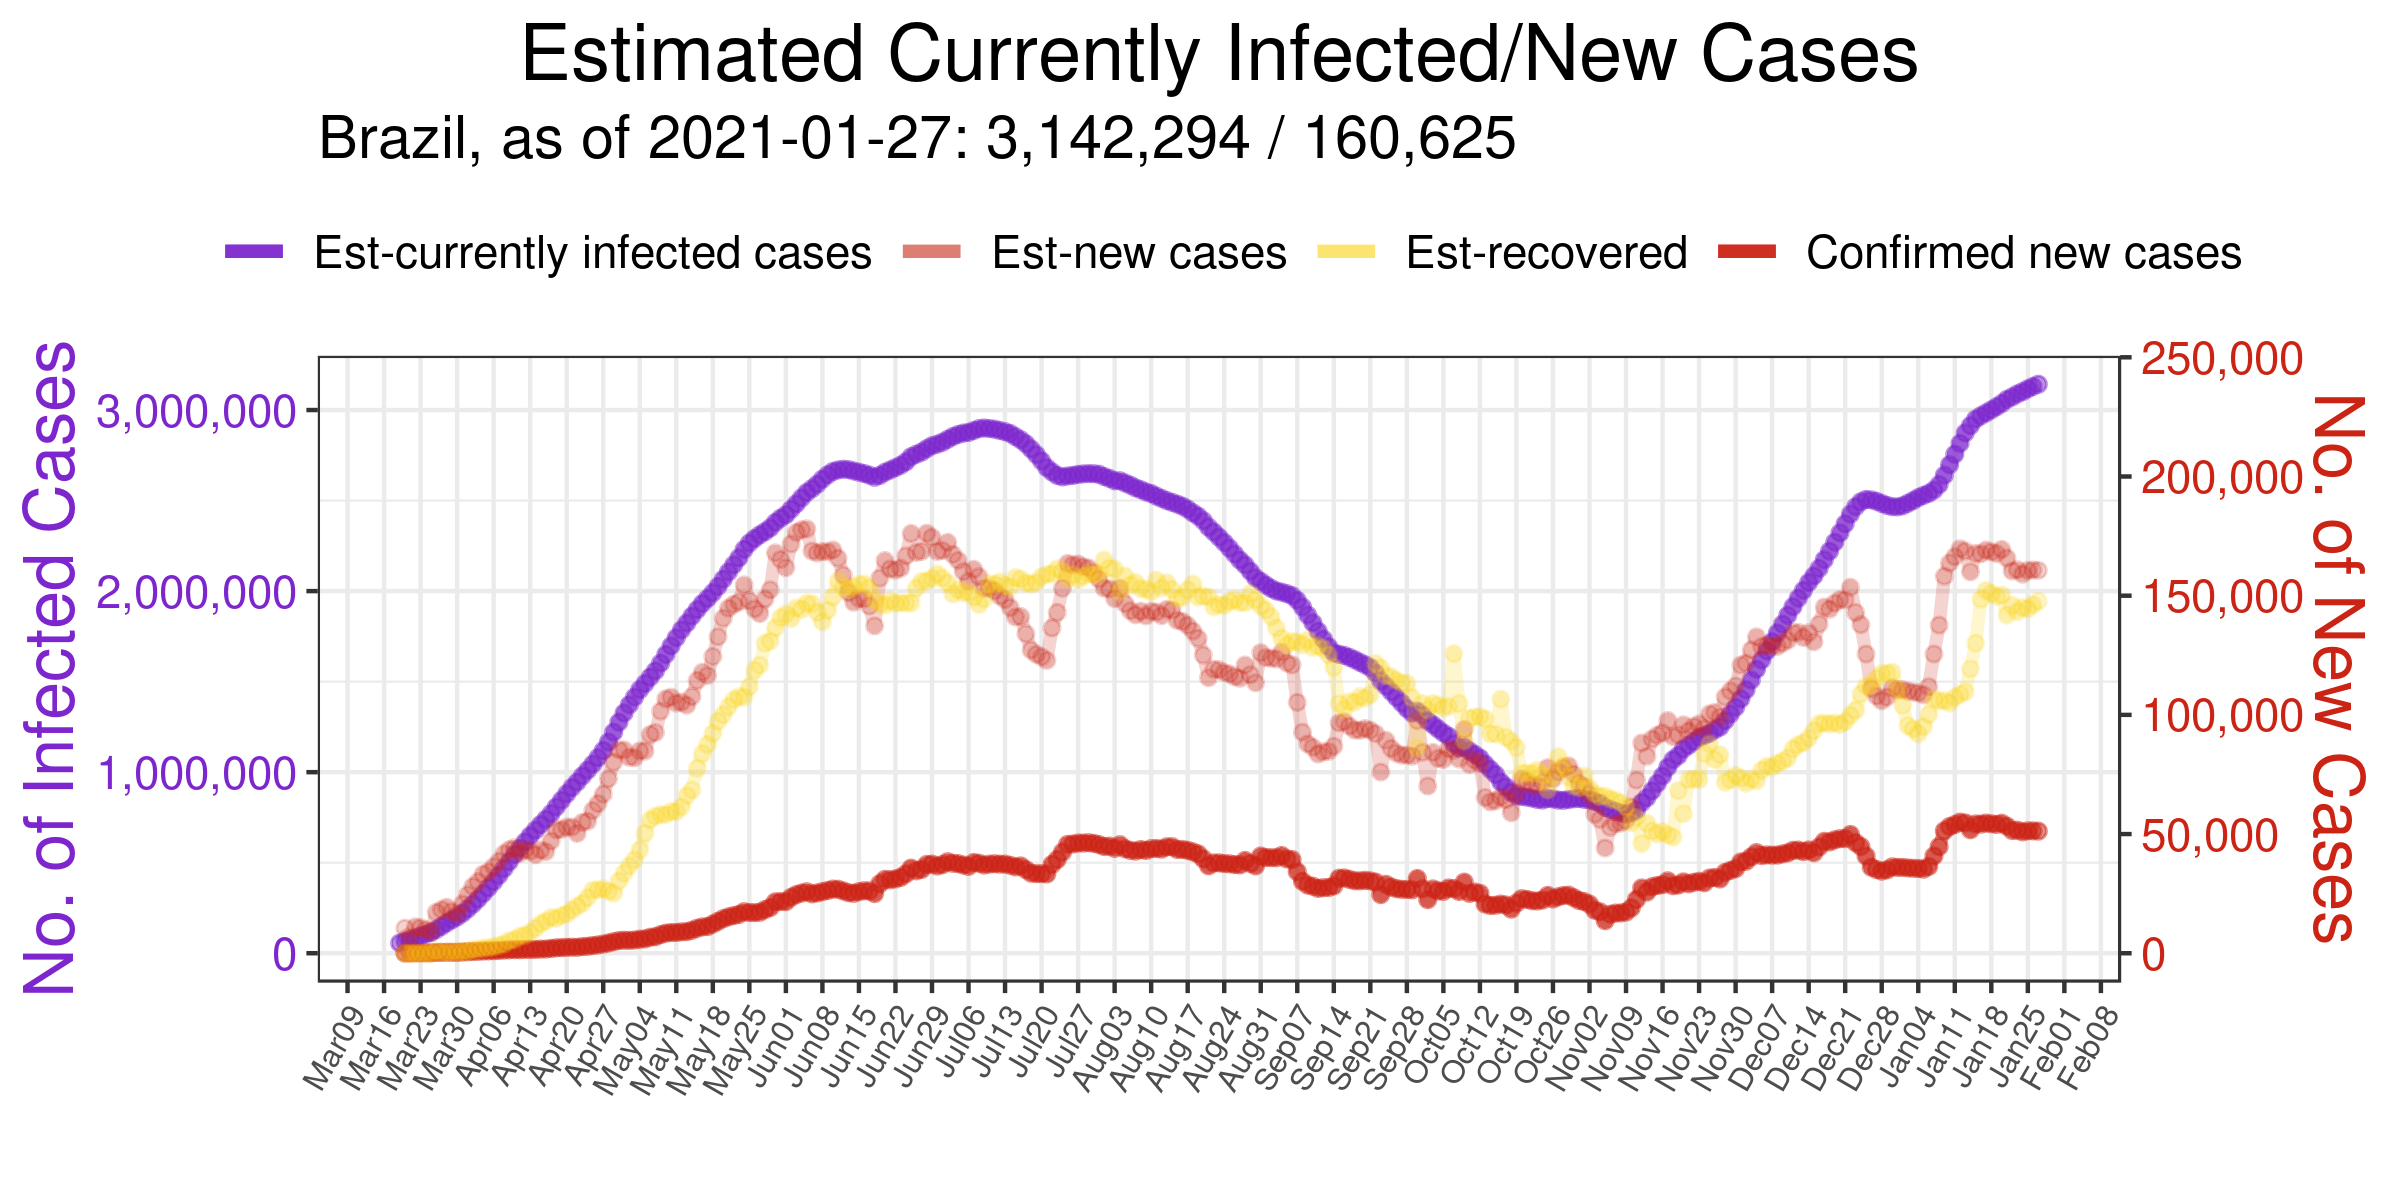 Estimated Currently Infected/New Cases
Brazil, as of 2021-01-27: 3,142,294 / 160,625
Est-currently infected cases Est-new cases Est-recovered Confirmed new cases
No. of Infected Cases
3,000,000
2,000,000
1,000,000
0
250,000
200,000
150,000
100,000
50,000
0
No. of New Cases
Mar09 Mar16 Mar23 Mar30 Apr06 Apr13 Apr20 Apr27 May04 May11 May18 May25 Jun01 Jun08 Jun15 Jun22 Jun29 Jul06 Jul13 Jul20 Jul27 Aug03 Aug10 Aug17 Aug24 Aug31 Sep07 Sep14 Sep21 Sep28 Oct05 Oct12 Oct19 Oct26 Nov02 Nov09 Nov16 Nov23 Nov30 Dec07 Dec14 Dec21 Dec28 Jan04 Jan11 Jan18 Jan25 Feb01 Feb08